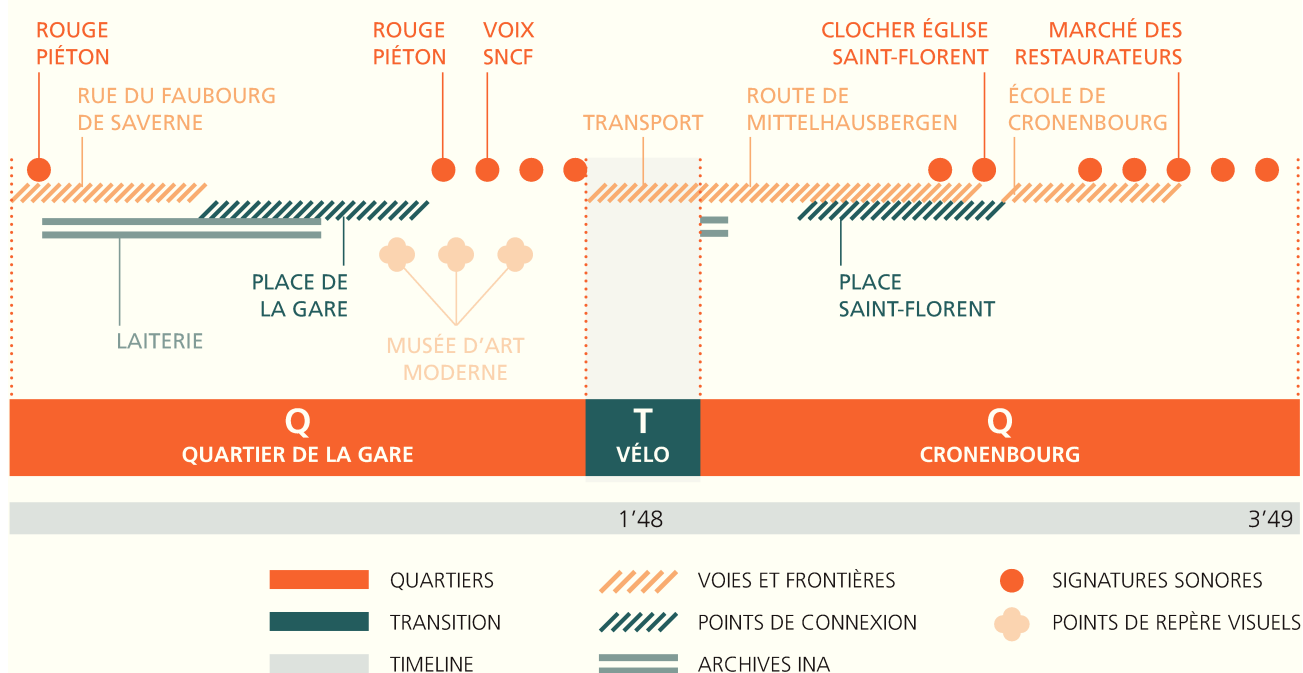 ROUGE
PIÉTON
ROUGE
PIÉTON
VOIX
SNCF
CLOCHER ÉGLISE
SAINT-FLORENT
MARCHÉ DES
RESTAURATEURS
RUE DU FAUBOURG
DE SAVERNE
TRANSPORT
ROUTE DE
MITTELHAUSBERGEN
ÉCOLE DE
CRONENBOURG
PLACE DE
LA GARE
PLACE
SAINT-FLORENT
LAITERIE
MUSÉE D'ART
MODERNE
Q
QUARTIER DE LA GARE
T
VÉLO
Q
CRONENBOURG
1'48
3'49
QUARTIERS
VOIES ET FRONTIÈRES
SIGNATURES SONORES
TRANSITION
POINTS DE CONNEXION
POINTS DE REPÈRE VISUELS
TIMELINE
ARCHIVES INA